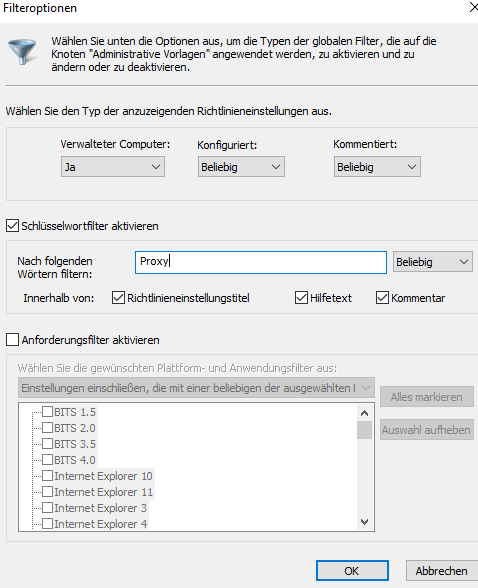 Filteroptionen
Wählen Sie unten die Optionen aus, um die Typen der globalen Filter, die auf die
Knoten "Administrative Vorlagen" angewendet werden, zu aktivieren und zu
ändern oder zu deaktivieren.
Wählen Sie den Typ der anzuzeigenden Richtlinieneinstellungen aus.
Verwalteter Computer: Konfiguriert: Kommentiert:
Ja Beliebig Beliebig
Schlüsselwortfilter aktivieren
Nach folgenden
Wörtern filtern:
Proxy Beliebig
Innerhalb von: Richtlinieneinstellungstitel Hilfetext Kommentar
Anforderungsfilter aktivieren
Wählen Sie die gewünschten Plattform- und Anwendungsfilter aus:
Einstellungen einschließen, die mit einer beliebigen der ausgewählten
Alles markieren
Auswahl aufheben
BITS 1.5
BITS 2.0
BITS 3.5
BITS 4.0
Internet Explorer 10
Internet Explorer 11
Internet Explorer 3
Internet Explorer 4
OK Abbrechen